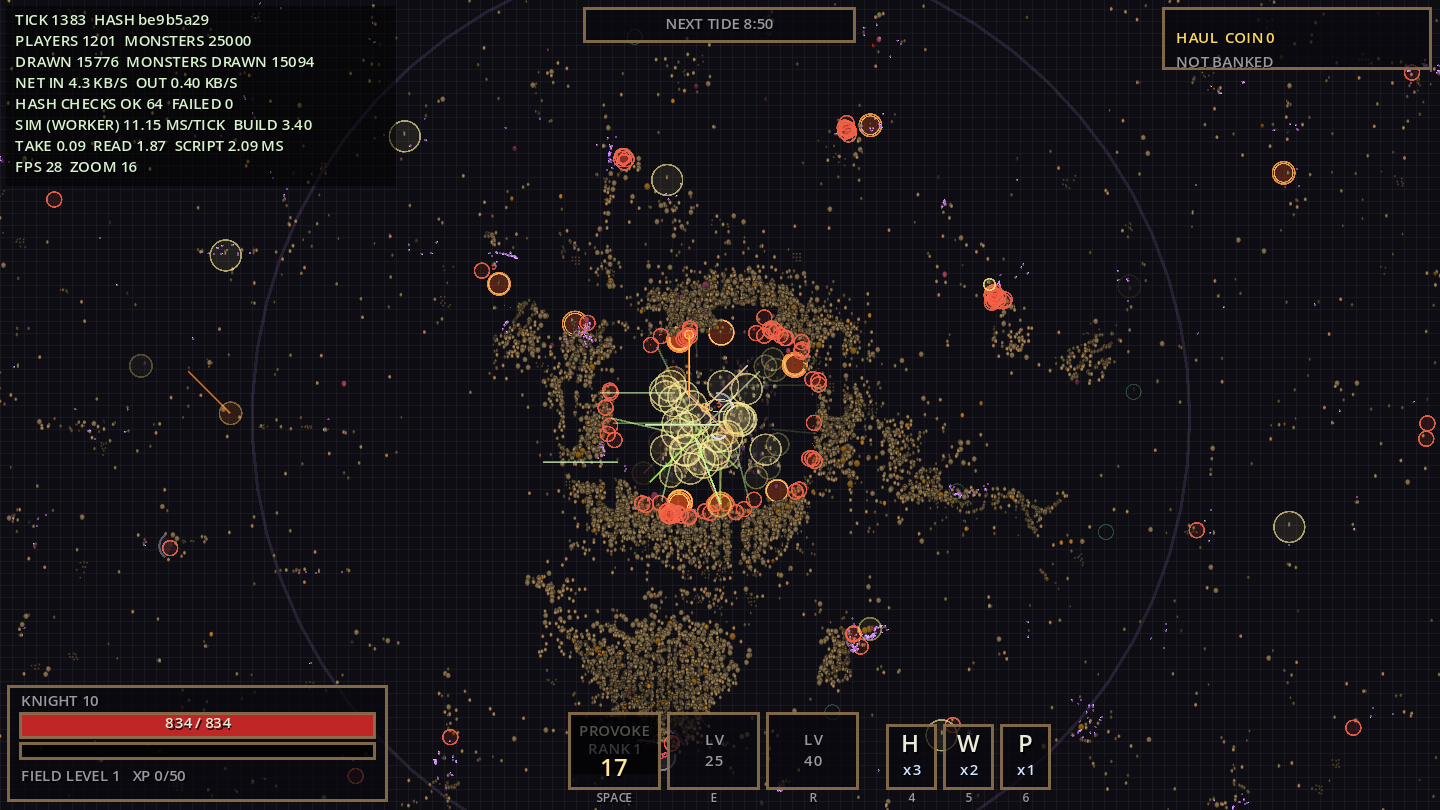 TICK 1383 HASH be9b5a29
PLAYERS 1201 MONSTERS 25000
DRAWN 15776 MONSTERS DRAWN 15094
NET IN 4.3 KB/S OUT 0.40 KB/S
HASH CHECKS OK 64 FAILED 0
SIM (WORKER) 11.15 MS/TICK BUILD 3.40
TAKE 0.09 READ 1.87 SCRIPT 2.09 MS
FPS 28 ZOOM 16
NEXT TIDE 8:50
HAUL COIN 0
NOT BANKED
KNIGHT 10
834 / 834
FIELD LEVEL 1 XP 0/50
PROVOKE
RANK 1
17
SPACE
LV
25
E
LV
40
R
H
x3
4
W
x2
5
P
x1
6